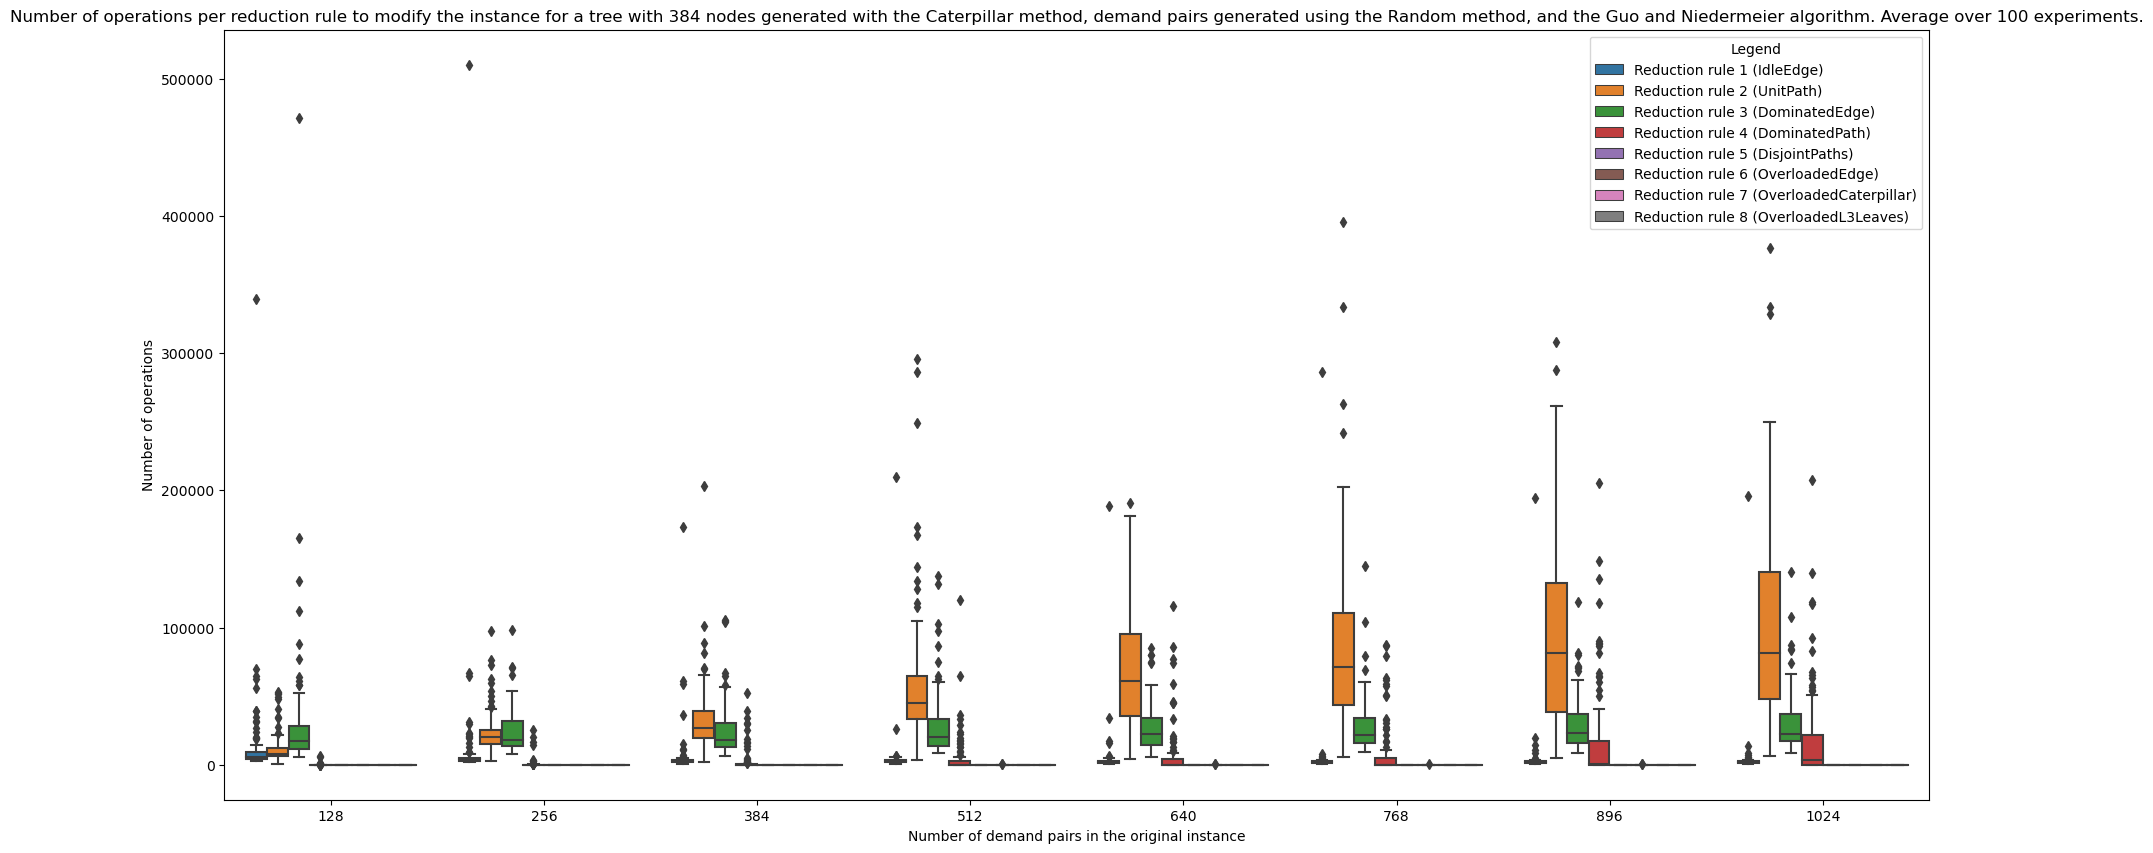 Number of operations per reduction rule to modify the instance for a tree with 384 nodes generated with the Caterpillar method, demand pairs generated using the Random method, and the Guo and Niedermeier algorithm. Average over 100 experiments.
Legend
Reduction rule 1 (IdleEdge)
Reduction rule 2 (UnitPath)
Reduction rule 3 (DominatedEdge)
Reduction rule 4 (DominatedPath)
Reduction rule 5 (DisjointPaths)
Reduction rule 6 (OverloadedEdge)
Reduction rule 7 (OverloadedCaterpillar)
Reduction rule 8 (OverloadedL3Leaves)
Number of operations
500000
400000
300000
200000
100000
0
128 256 384 512 640 768 896 1024
Number of demand pairs in the original instance